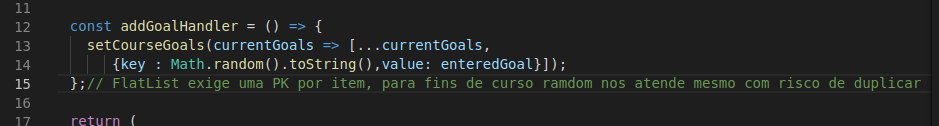 11
12 const addGoalHandler = () => {
13 setCourseGoals(currentGoals => [...currentGoals,
14 {key : Math.random().toString(),value: enteredGoal}]);
15 };// FlatList exige uma PK por item, para fins de curso ramdom nos atende mesmo com risco de duplicar
16
17 return (